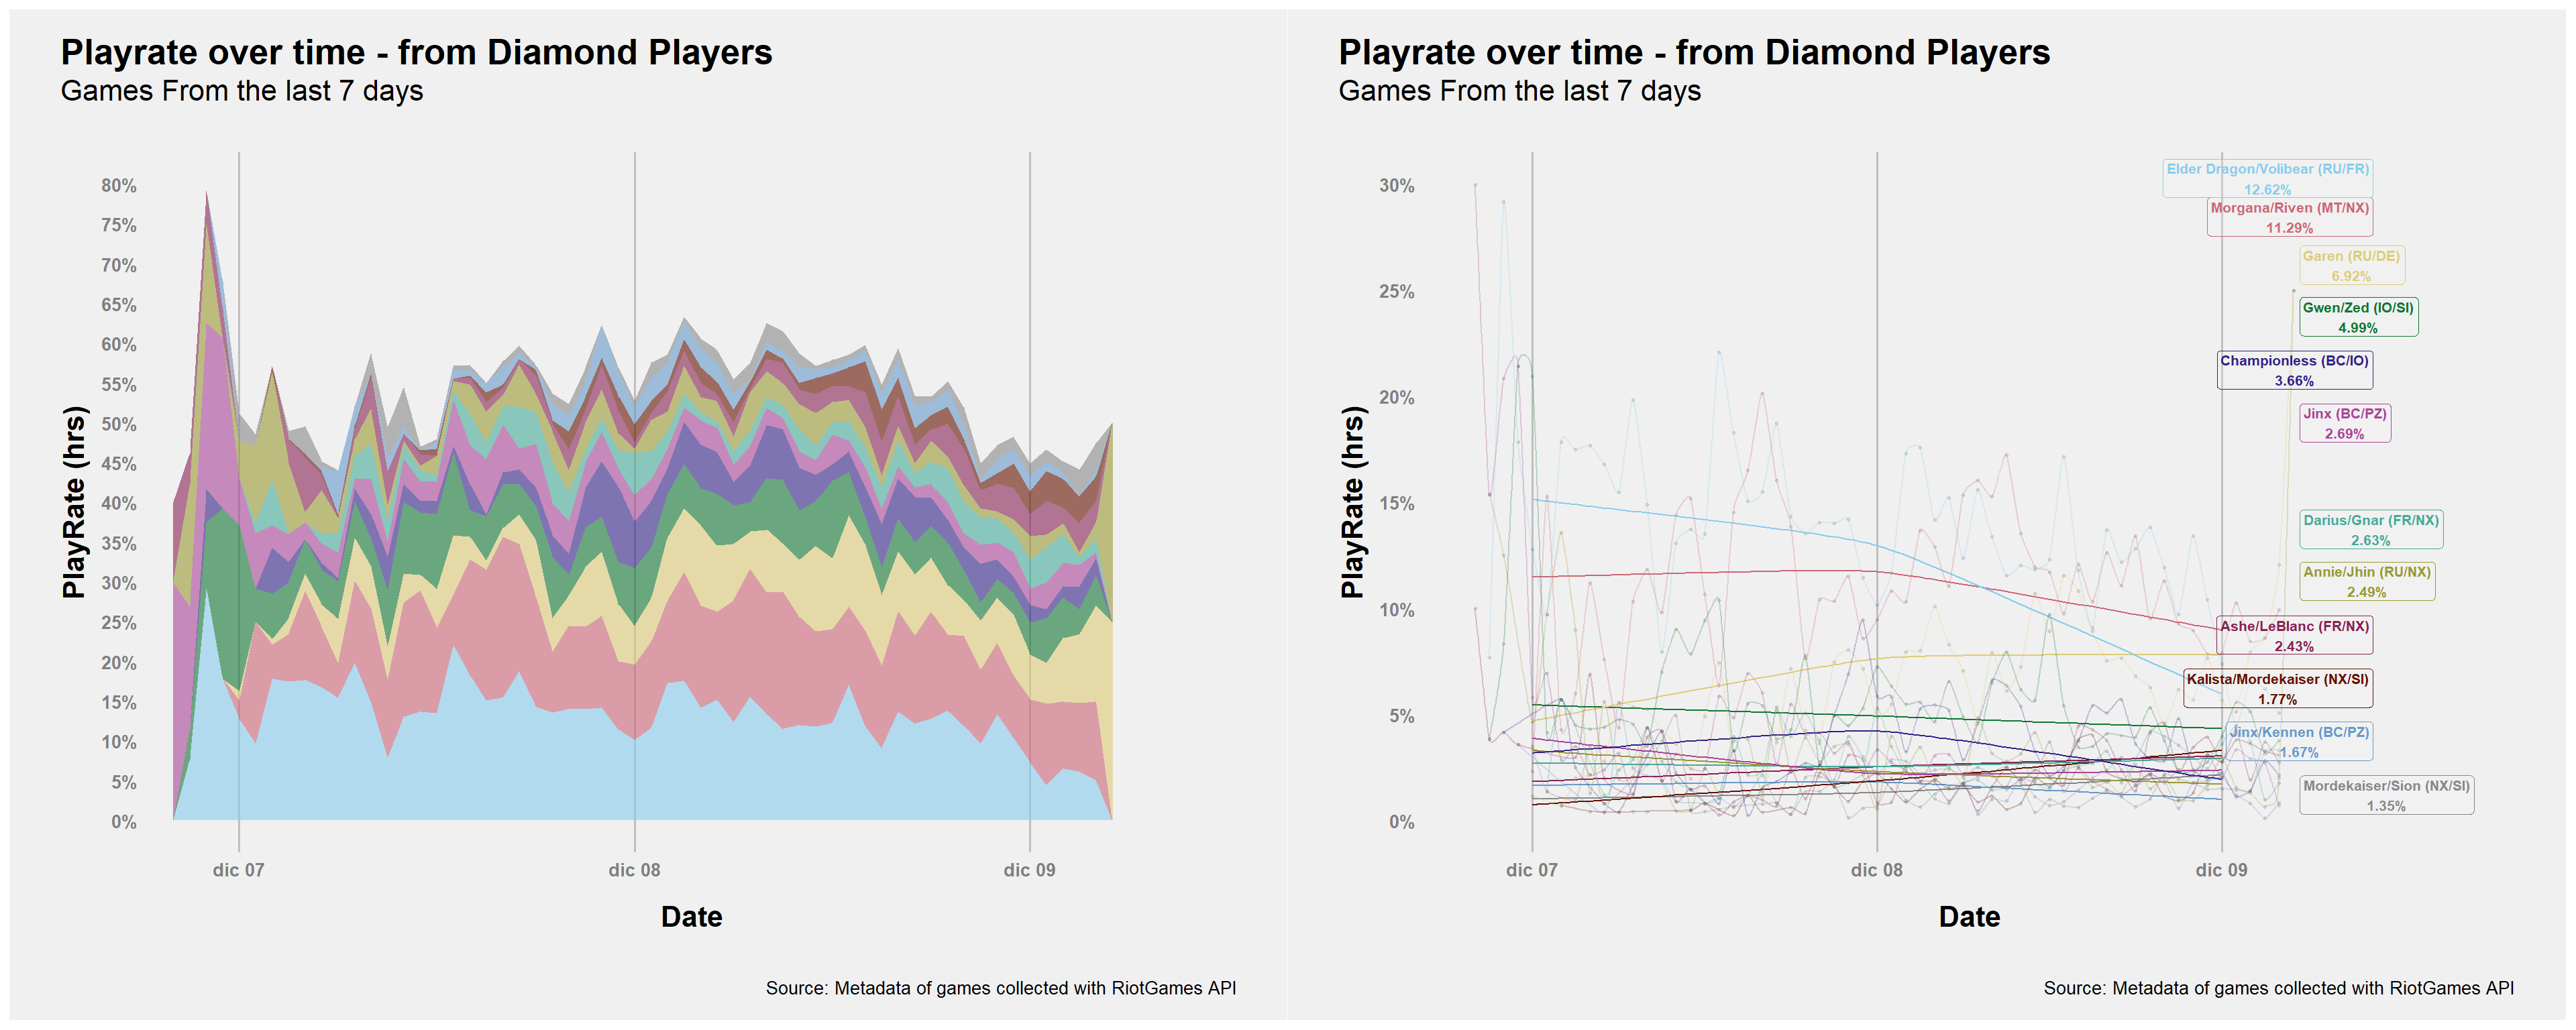 Playrate over time - from Diamond Players
Games From the last 7 days
80%
75%
70%
65%
60%
55%
50%
45%
40%
35%
30%
25%
20%
15%
10%
5%
0%
PlayRate (hrs)
dic 07
dic 08
dic 09
Date
Source: Metadata of games collected with RiotGames API
Playrate over time - from Diamond Players
Games From the last 7 days
30%
25%
20%
15%
10%
5%
0%
PlayRate (hrs)
Elder Dragon/Volibear (RU/FR)
12.62%
Morgana/Riven (MT/NX)
11.29%
Garen (RU/DE)
6.92%
Gwen/Zed (IO/SI)
4.99%
Championless (BC/IO)
3.66%
Jinx (BC/PZ)
2.69%
Darius/Gnar (FR/NX)
2.63%
Annie/Jhin (RU/NX)
2.49%
Ashe/LeBlanc (FR/NX)
2.43%
Kalista/Mordekaiser (NX/SI)
1.77%
Jinx/Kennen (BC/PZ)
1.67%
Mordekaiser/Sion (NX/SI)
1.35%
dic 07
dic 08
dic 09
Date
Source: Metadata of games collected with RiotGames API